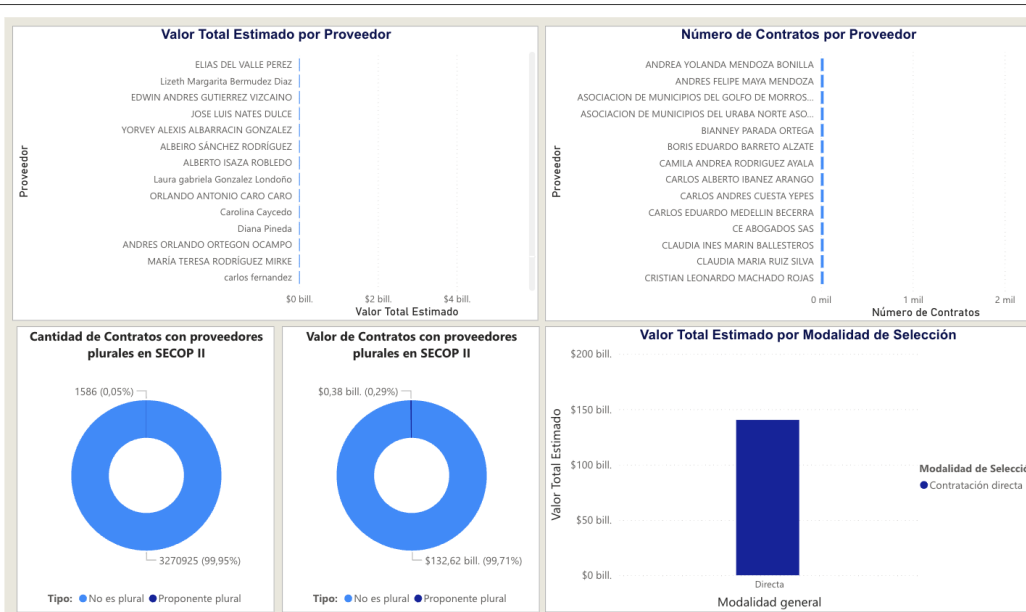 Valor Total Estimado por Proveedor
Proveedor
ELIAS DEL VALLE PEREZ
Lizeth Margarita Bermudez Diaz
EDWIN ANDRES GUTIERREZ VIZCAINO
JOSE LUIS NATES DULCE
YORVEY ALEXIS ALBARRACIN GONZALEZ
ALBEIRO SÁNCHEZ RODRÍGUEZ
ALBERTO ISAZA ROBLEDO
Laura gabriela Gonzalez Londoño
ORLANDO ANTONIO CARO CARO
Carolina Caycedo
Diana Pineda
ANDRES ORLANDO ORTEGON OCAMPO
MARÍA TERESA RODRÍGUEZ MIRKE
carlos fernandez
$0 bill. $2 bill. $4 bill.
Valor Total Estimado
Número de Contratos por Proveedor
Proveedor
ANDREA YOLANDA MENDOZA BONILLA
ANDRES FELIPE MAYA MENDOZA
ASOCIACION DE MUNICIPIOS DEL GOLFO DE MORROS...
ASOCIACION DE MUNICIPIOS DEL URABA NORTE ASO...
BIANNEY PARADA ORTEGA
BORIS EDUARDO BARRETO ALZATE
CAMILA ANDREA RODRIGUEZ AYALA
CARLOS ALBERTO IBANEZ ARANGO
CARLOS ANDRES CUESTA YEPES
CARLOS EDUARDO MEDELLIN BECERRA
CE ABOGADOS SAS
CLAUDIA INES MARIN BALLESTEROS
CLAUDIA MARIA RUIZ SILVA
CRISTIAN LEONARDO MACHADO ROJAS
0 mil 1 mil 2 mil
Número de Contratos
Cantidad de Contratos con proveedores
plurales en SECOP II
1586 (0,05%)
3270925 (99,95%)
Tipo: No es plural Proponente plural
Valor de Contratos con proveedores
plurales en SECOP II
$0,38 bill. (0,29%)
$132,62 bill. (99,71%)
Tipo: No es plural Proponente plural
Valor Total Estimado por Modalidad de Selección
Valor Total Estimado
$200 bill.
$150 bill.
$100 bill.
$50 bill.
$0 bill.
Directa
Modalidad general
Modalidad de Selecció
Contratación directa